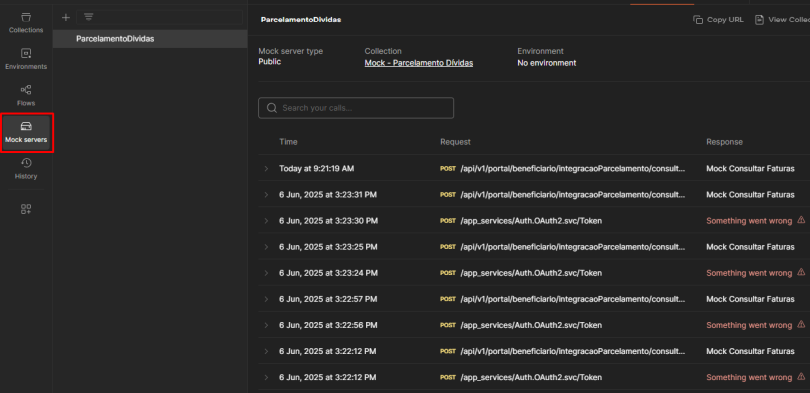 Collections
Environments
Flows
Mock servers
History
ParcelamentoDividas
ParcelamentoDividas
Copy URL
View Collec
Mock server type
Public
Collection
Mock - Parcelamento Dívidas
Environment
No environment
Search your calls...
Time Request Response
Today at 9:21:19 AM POST /api/v1/portal/beneficiario/integracaoParcelamento/consult... Mock Consultar Faturas
6 Jun, 2025 at 3:23:31 PM POST /api/v1/portal/beneficiario/integracaoParcelamento/consult... Mock Consultar Faturas
6 Jun, 2025 at 3:23:30 PM POST /app_services/Auth.OAuth2.svc/Token Something went wrong
6 Jun, 2025 at 3:23:25 PM POST /api/v1/portal/beneficiario/integracaoParcelamento/consult... Mock Consultar Faturas
6 Jun, 2025 at 3:23:24 PM POST /app_services/Auth.OAuth2.svc/Token Something went wrong
6 Jun, 2025 at 3:22:57 PM POST /api/v1/portal/beneficiario/integracaoParcelamento/consult... Mock Consultar Faturas
6 Jun, 2025 at 3:22:56 PM POST /app_services/Auth.OAuth2.svc/Token Something went wrong
6 Jun, 2025 at 3:22:12 PM POST /api/v1/portal/beneficiario/integracaoParcelamento/consult... Mock Consultar Faturas
6 Jun, 2025 at 3:22:12 PM POST /app_services/Auth.OAuth2.svc/Token Something went wrong